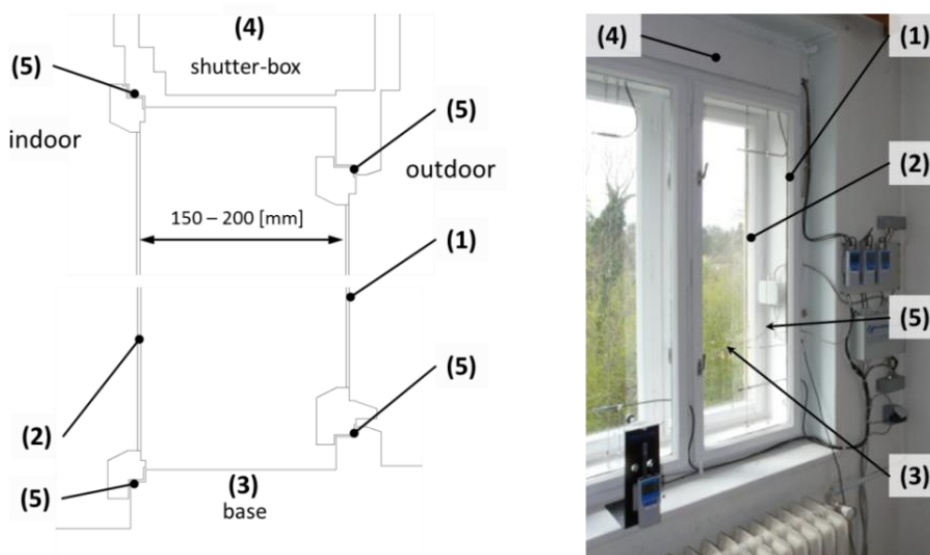 (4)
shutter-box
(5)
indoor
(5)
outdoor
150 – 200 [mm]
(1)
(5)
(2)
(5)
(3)
base
(4)
(1)
(2)
(5)
(3)